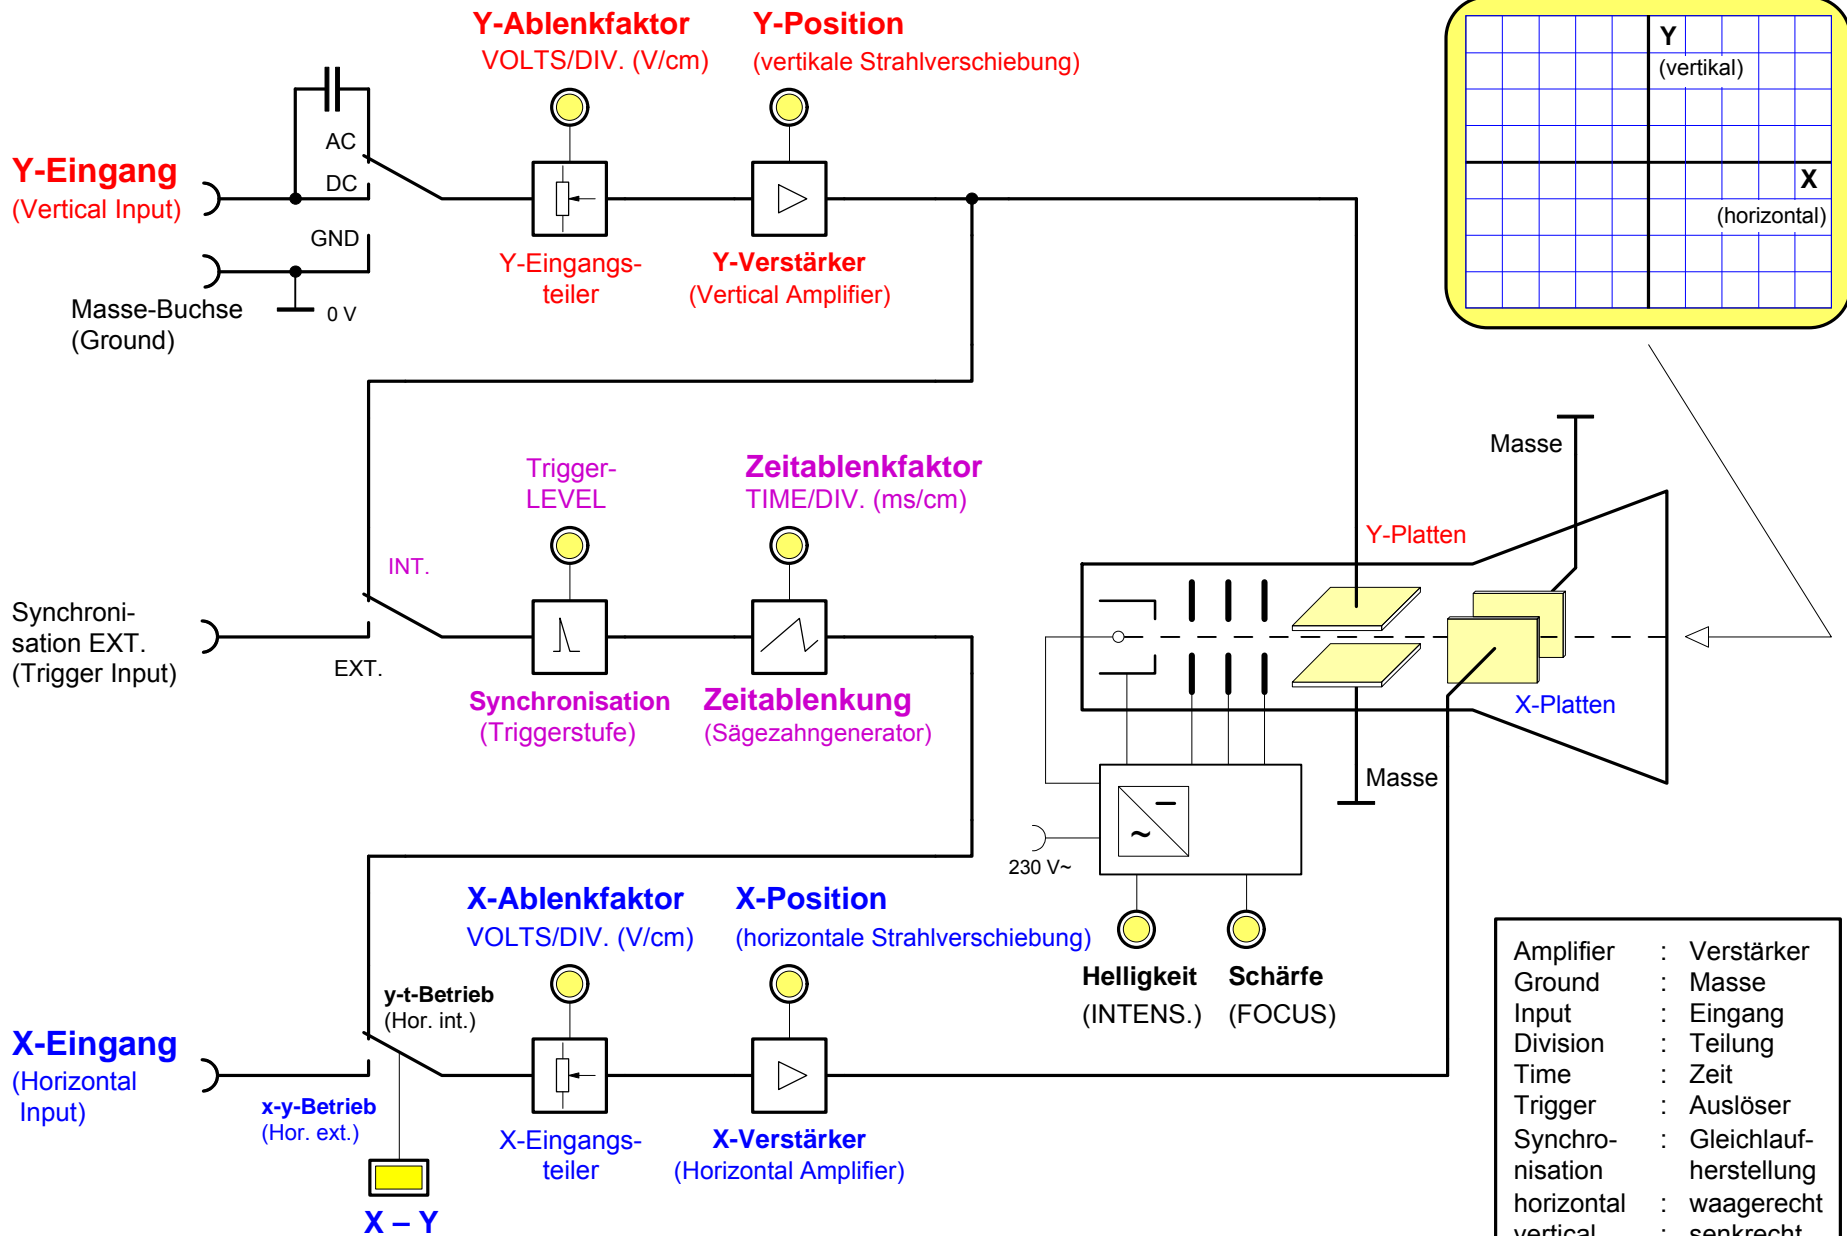 Y-Ablenkfaktor
VOLTS/DIV. (V/cm)
Y-Position
(vertikale Strahlverschiebung)
Y
(vertikal)
X
(horizontal)
AC
DC
GND
Y-Eingang
(Vertical Input)
Masse-Buchse
(Ground)
0 V
Y-Eingangs-
teiler
Y-Verstärker
(Vertical Amplifier)
Trigger-
LEVEL
Zeitablenkfaktor
TIME/DIV. (ms/cm)
INT.
EXT.
Synchroni-
sation EXT.
(Trigger Input)
Synchronisation
(Triggerstufe)
Zeitablenkung
(Sägezahngenerator)
Masse
Y-Platten
X-Platten
Masse
–
~
230 V~
Helligkeit
(INTENS.)
Schärfe
(FOCUS)
X-Ablenkfaktor
VOLTS/DIV. (V/cm)
X-Position
(horizontale Strahlverschiebung)
y-t-Betrieb
(Hor. int.)
X-Eingang
(Horizontal
Input)
x-y-Betrieb
(Hor. ext.)
X – Y
X-Eingangs-
teiler
X-Verstärker
(Horizontal Amplifier)
Amplifier : Verstärker
Ground : Masse
Input : Eingang
Division : Teilung
Time : Zeit
Trigger : Auslöser
Synchro- : Gleichlauf-
nisation herstellung
horizontal : waagerecht
vertical : senkrecht